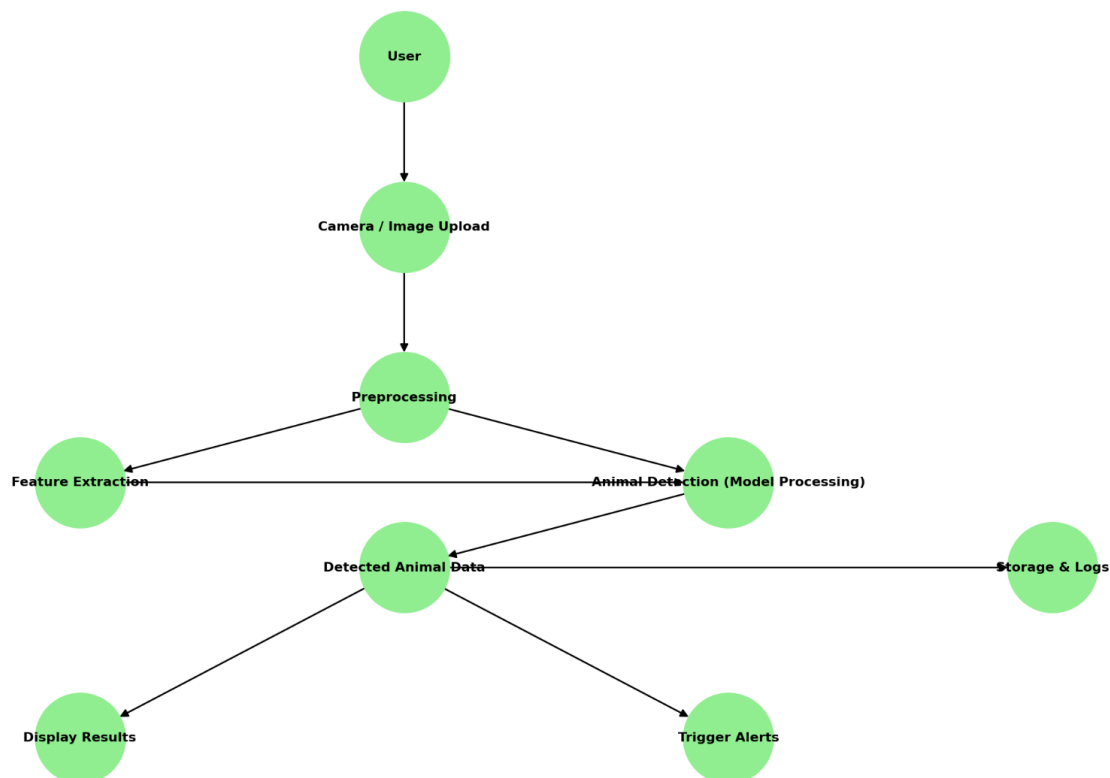 User
Camera / Image Upload
Preprocessing
Feature Extraction
Animal Detection (Model Processing)
Detected Animal Data
Storage & Logs
Display Results
Trigger Alerts